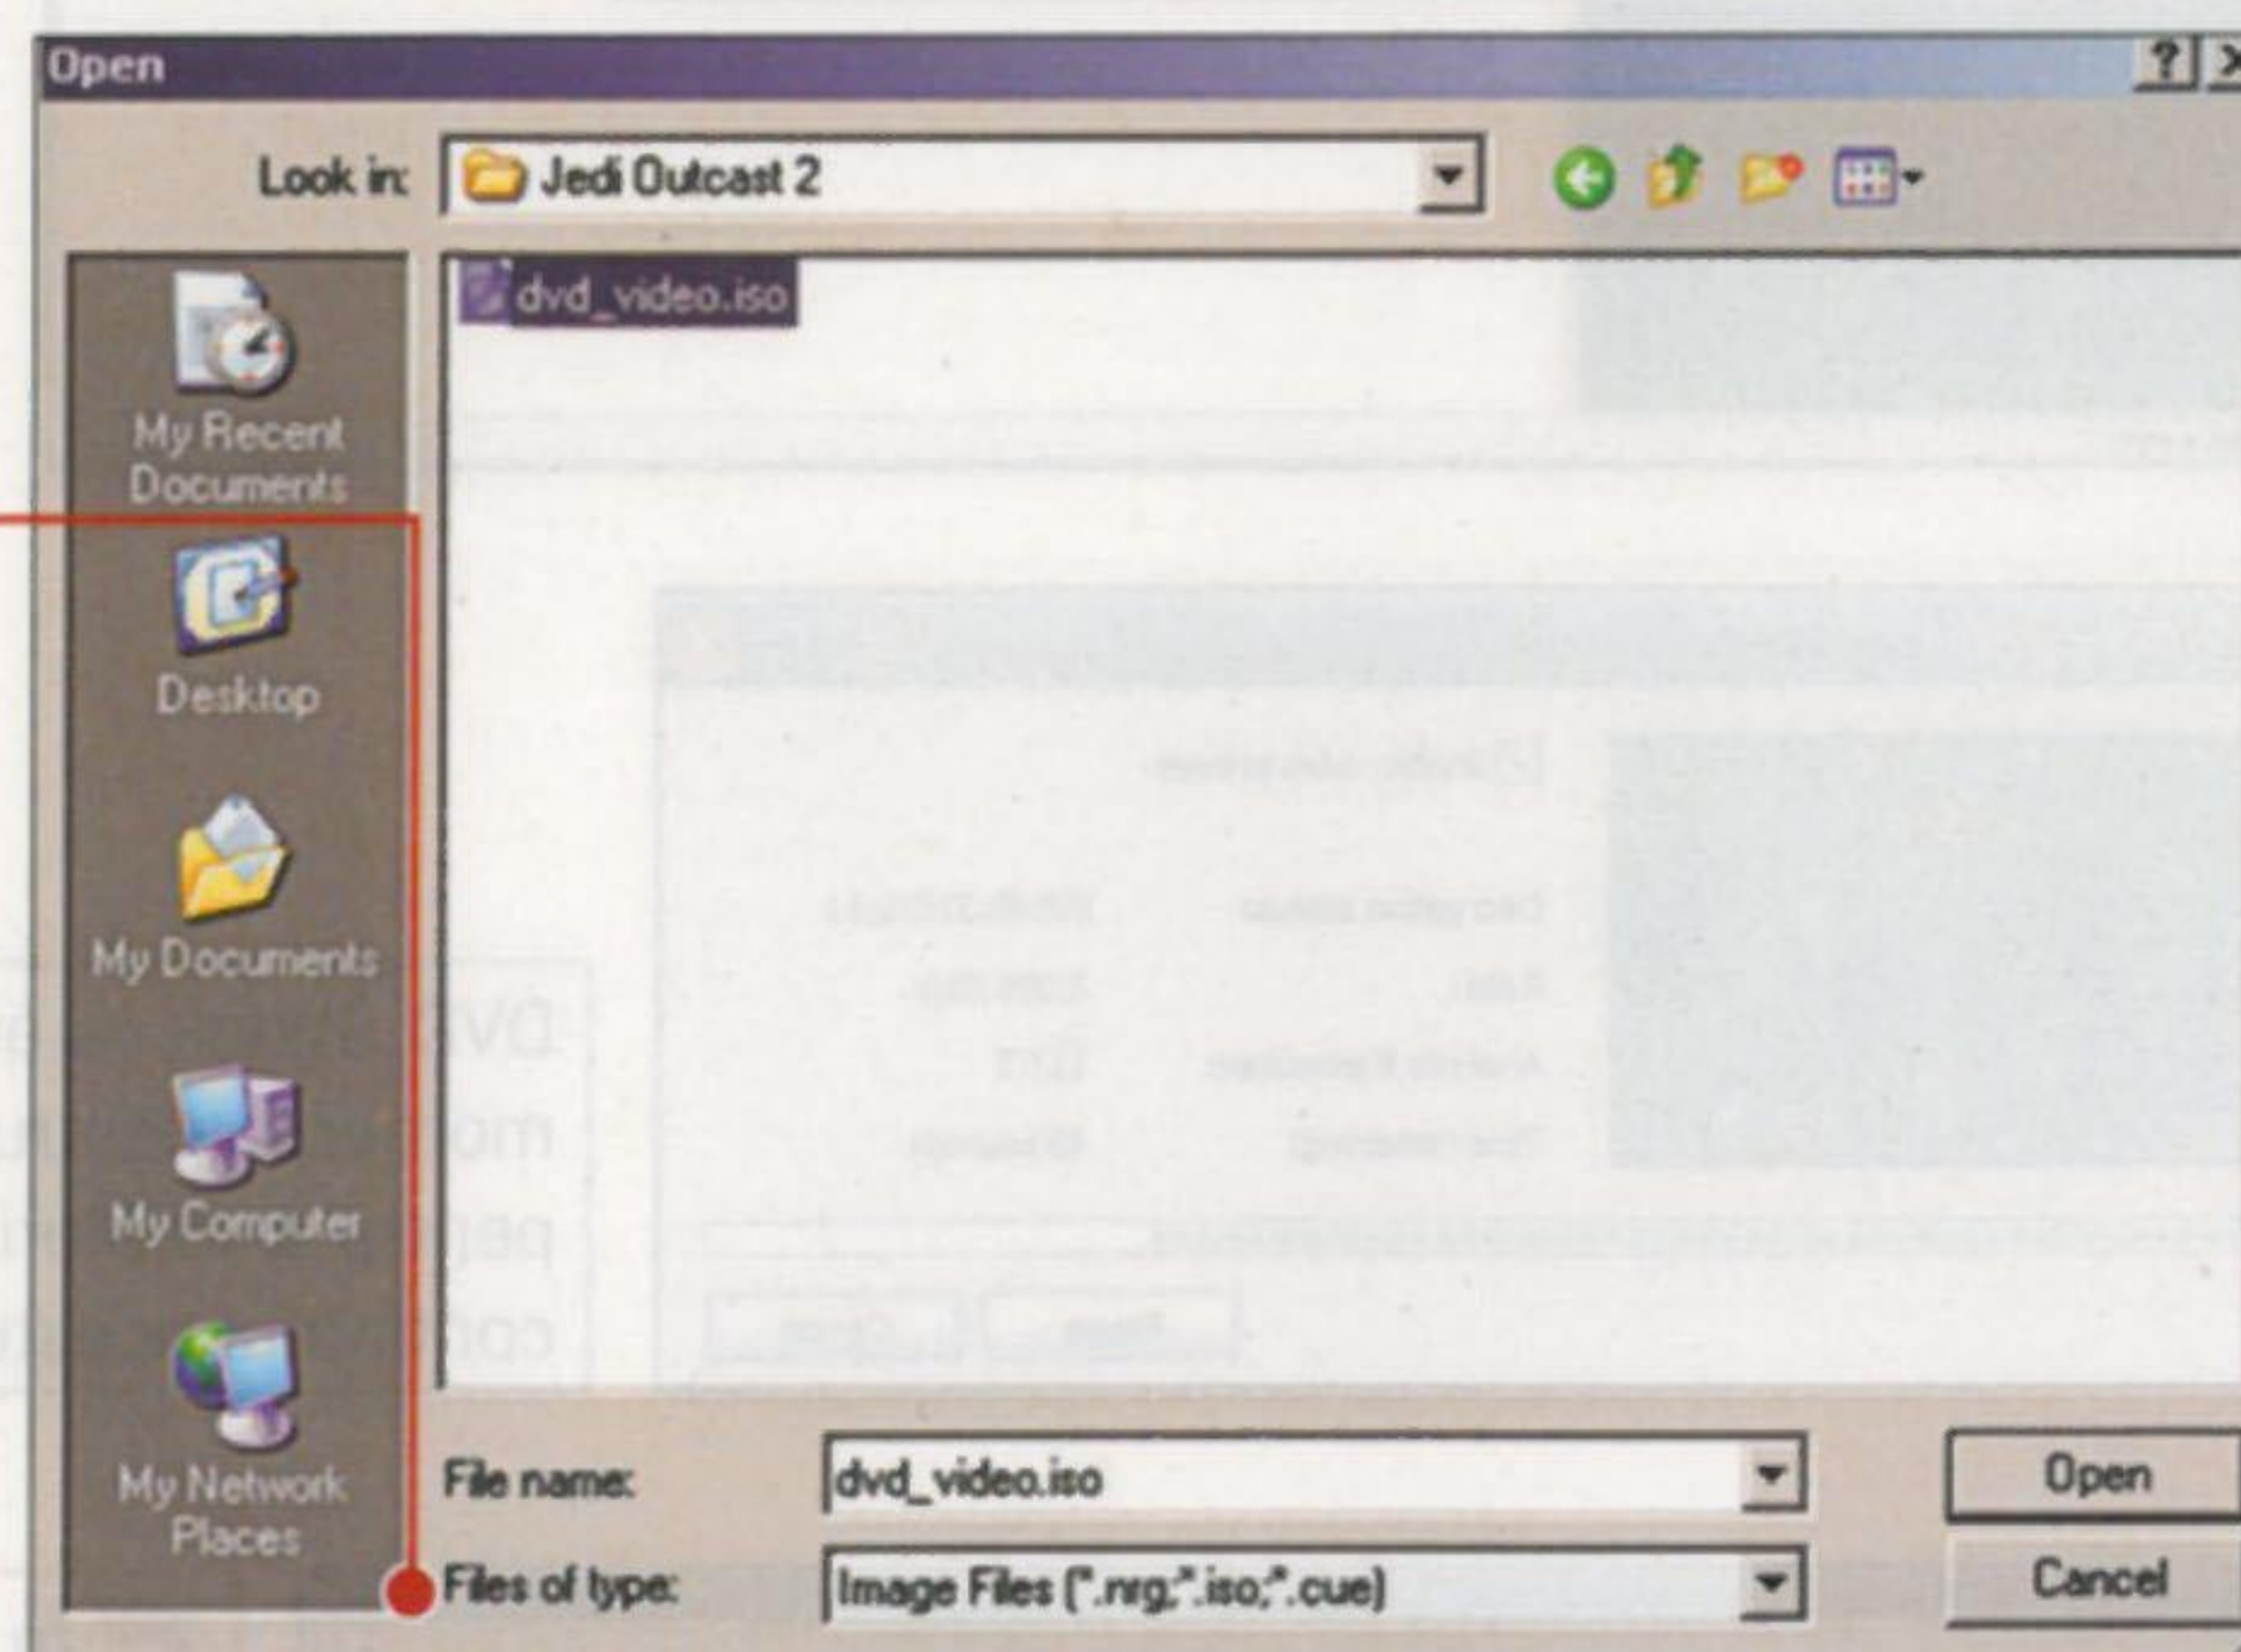 Open
Look in: Jedi Outcast 2
dvd_video.iso
My Recent
Documents
Desktop
My Documents
My Computer
My Network
Places
File name: dvd_video.iso
Open
Files of type: Image Files (*.nrg;*.iso;*.cue)
Cancel